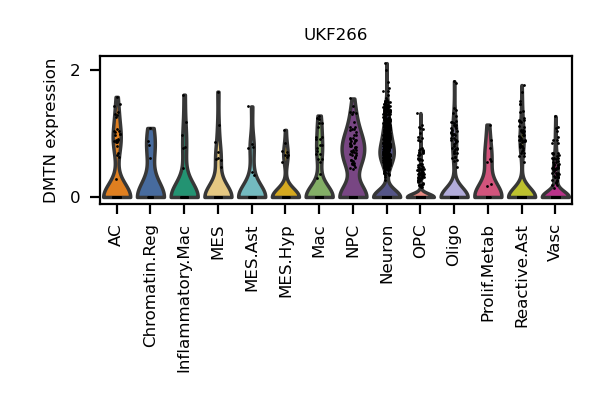 UKF266
DMTN expression
2
0
AC
Chromatin.Reg
Inflammatory.Mac
MES
MES.Ast
MES.Hyp
Mac
NPC
Neuron
OPC
Oligo
Prolif.Metab
Reactive.Ast
Vasc